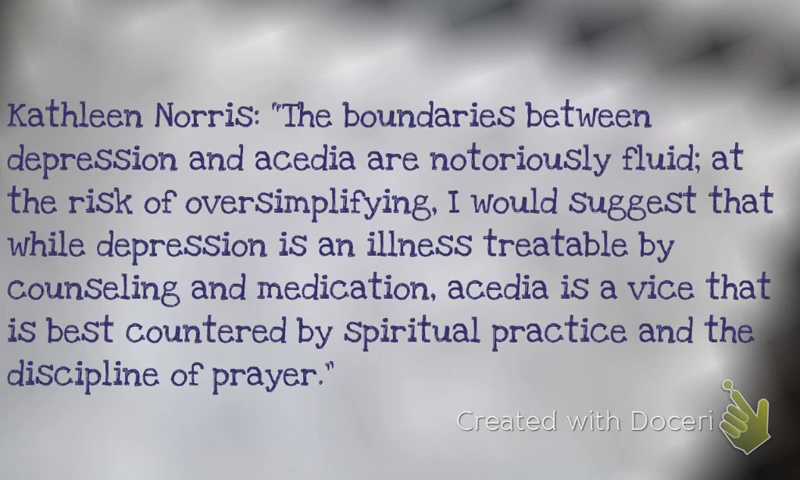 Kathleen Norris: "The boundaries between
depression and acedia are notoriously fluid; at
the risk of oversimplifying, I would suggest that
while depression is an illness treatable by
counseling and medication, acedia is a vice that
is best countered by spiritual practice and the
discipline of prayer."
Created with Doceri